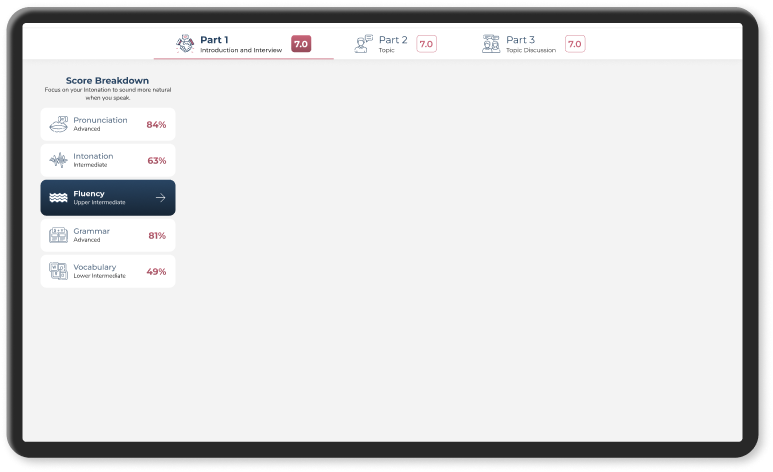 Part 1
Introduction and Interview
7.0
Part 2
Topic
7.0
Part 3
Topic Discussion
7.0
Score Breakdown
Focus on your Intonation to sound more natural
when you speak.
Pronunciation
Advanced
84%
Intonation
Intermediate
63%
Fluency
Upper Intermediate
Grammar
Advanced
81%
Vocabulary
Lower Intermediate
49%